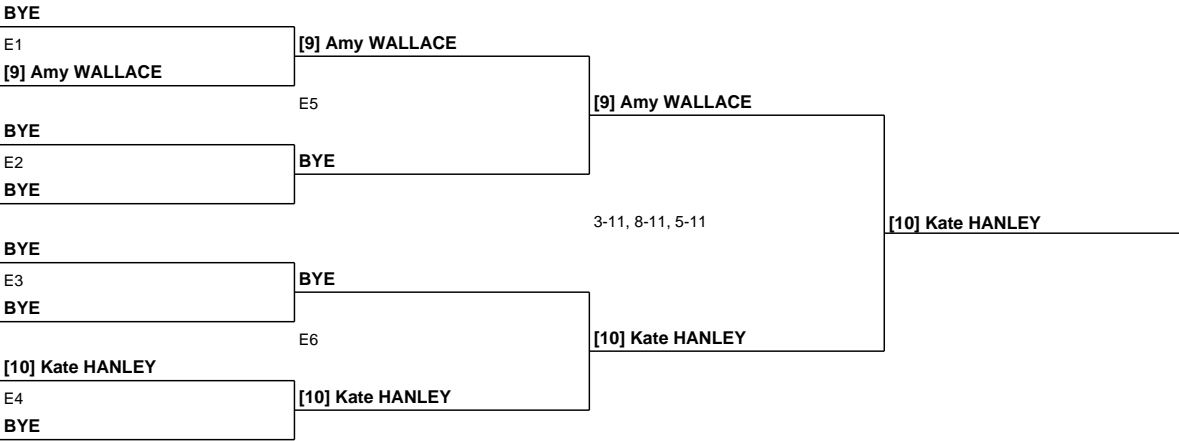 BYE
E1
[9] Amy WALLACE
[9] Amy WALLACE
E5
[9] Amy WALLACE
BYE
E2
BYE
BYE
3-11, 8-11, 5-11
[10] Kate HANLEY
BYE
E3
BYE
BYE
E6
[10] Kate HANLEY
[10] Kate HANLEY
E4
[10] Kate HANLEY
BYE